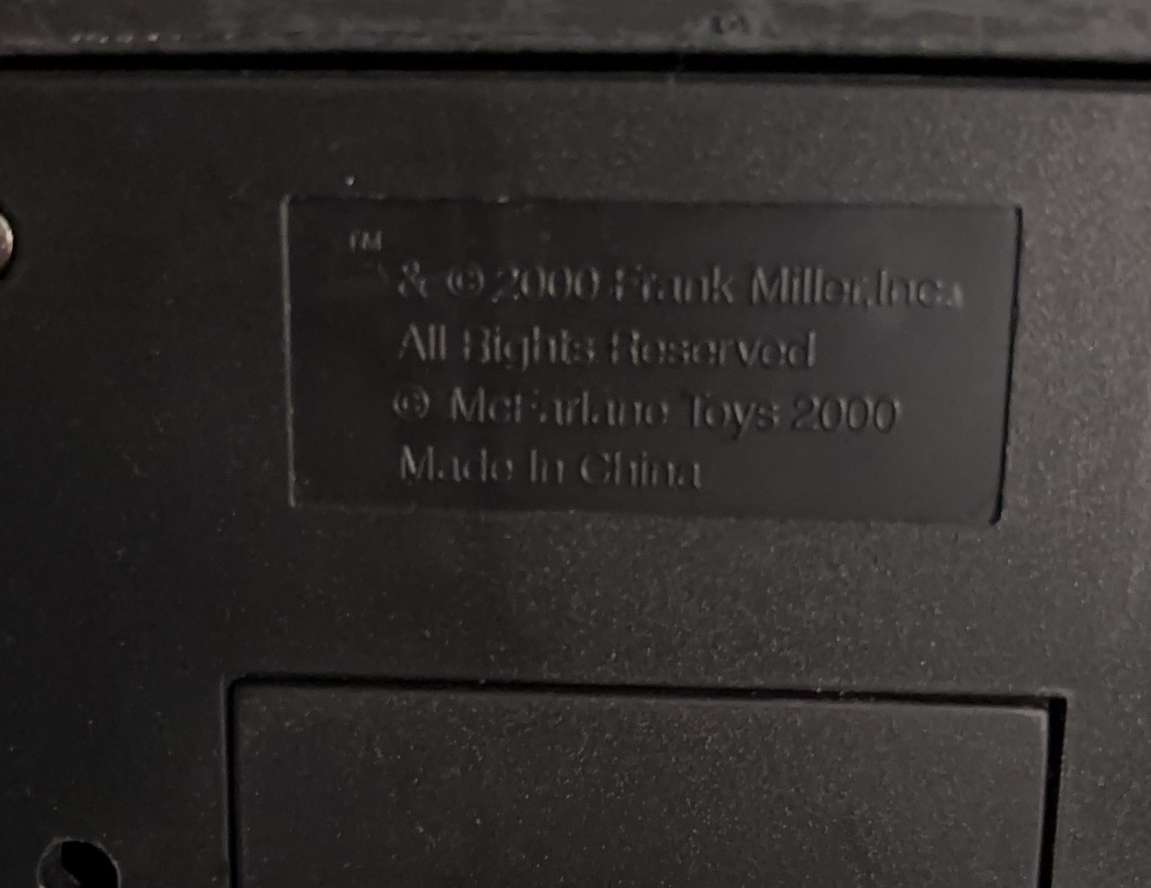 TM
& © 2000 Frank Miller, Inc.
All Rights Reserved
© McFarlane Toys 2000
Made In China